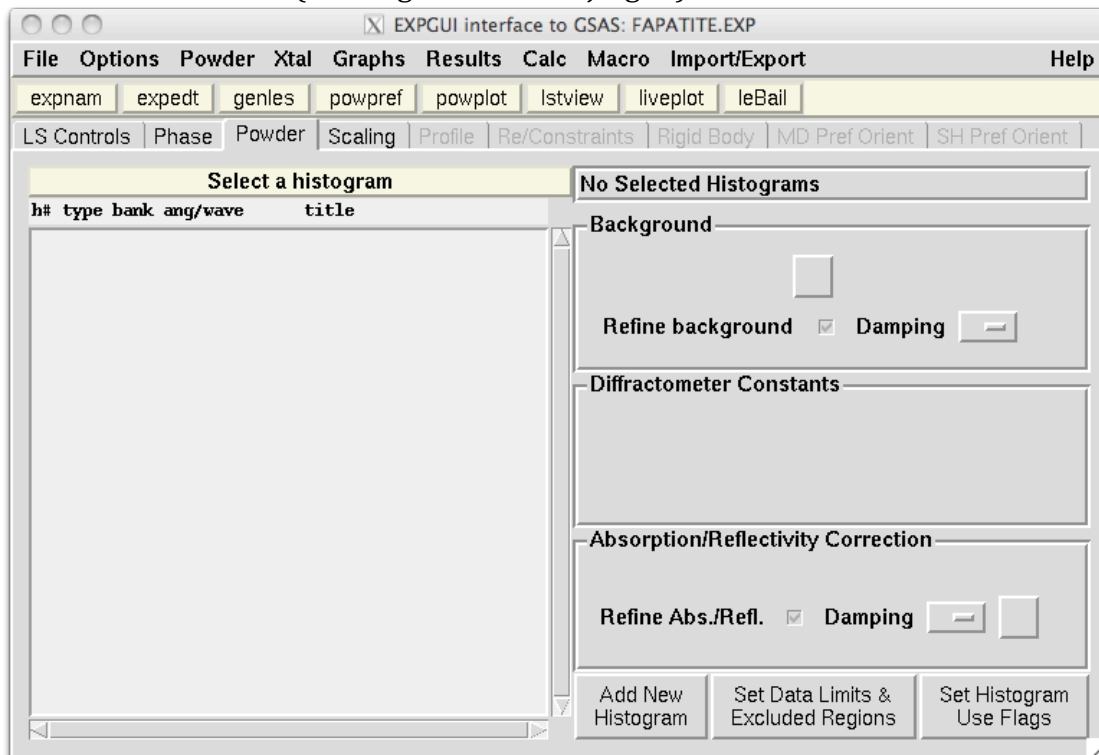 EXPGUI interface to GSAS: FAPATITE.EXP
File Options Powder Xtal Graphs Results Calc Macro Import/Export Help
expnam expedt genles powpref powplot lstview liveplot leBail
LS Controls Phase Powder Scaling Profile Re/Constraints Rigid Body MD Pref Orient SH Pref Orient
Select a histogram
h# type bank ang/wave title
No Selected Histograms
Background
Refine background Damping
Diffractometer Constants
Absorption/Reflectivity Correction
Refine Abs./Refl. Damping
Add New
Histogram
Set Data Limits &
Excluded Regions
Set Histogram
Use Flags